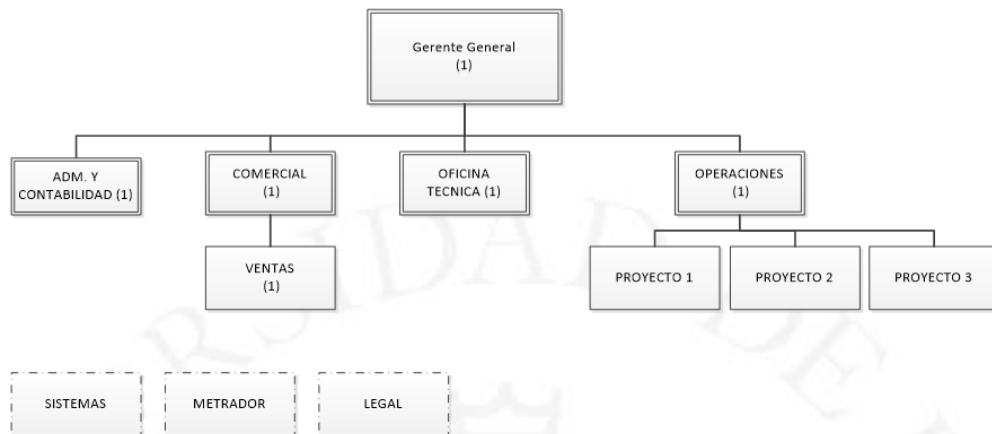 Gerente General
(1)
ADM. Y
CONTABILIDAD (1)
COMERCIAL
(1)
OFICINA
TECNICA (1)
OPERACIONES
(1)
VENTAS
(1)
PROYECTO 1
PROYECTO 2
PROYECTO 3
SISTEMAS
METRADOR
LEGAL